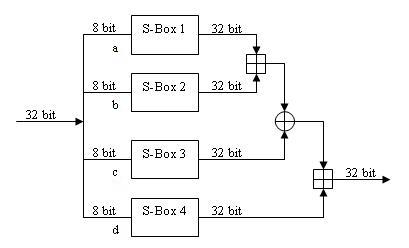 8 bit S-Box 1 32 bit
a
8 bit S-Box 2 32 bit
b
32 bit
8 bit S-Box 3 32 bit
c
32 bit
8 bit S-Box 4 32 bit
d